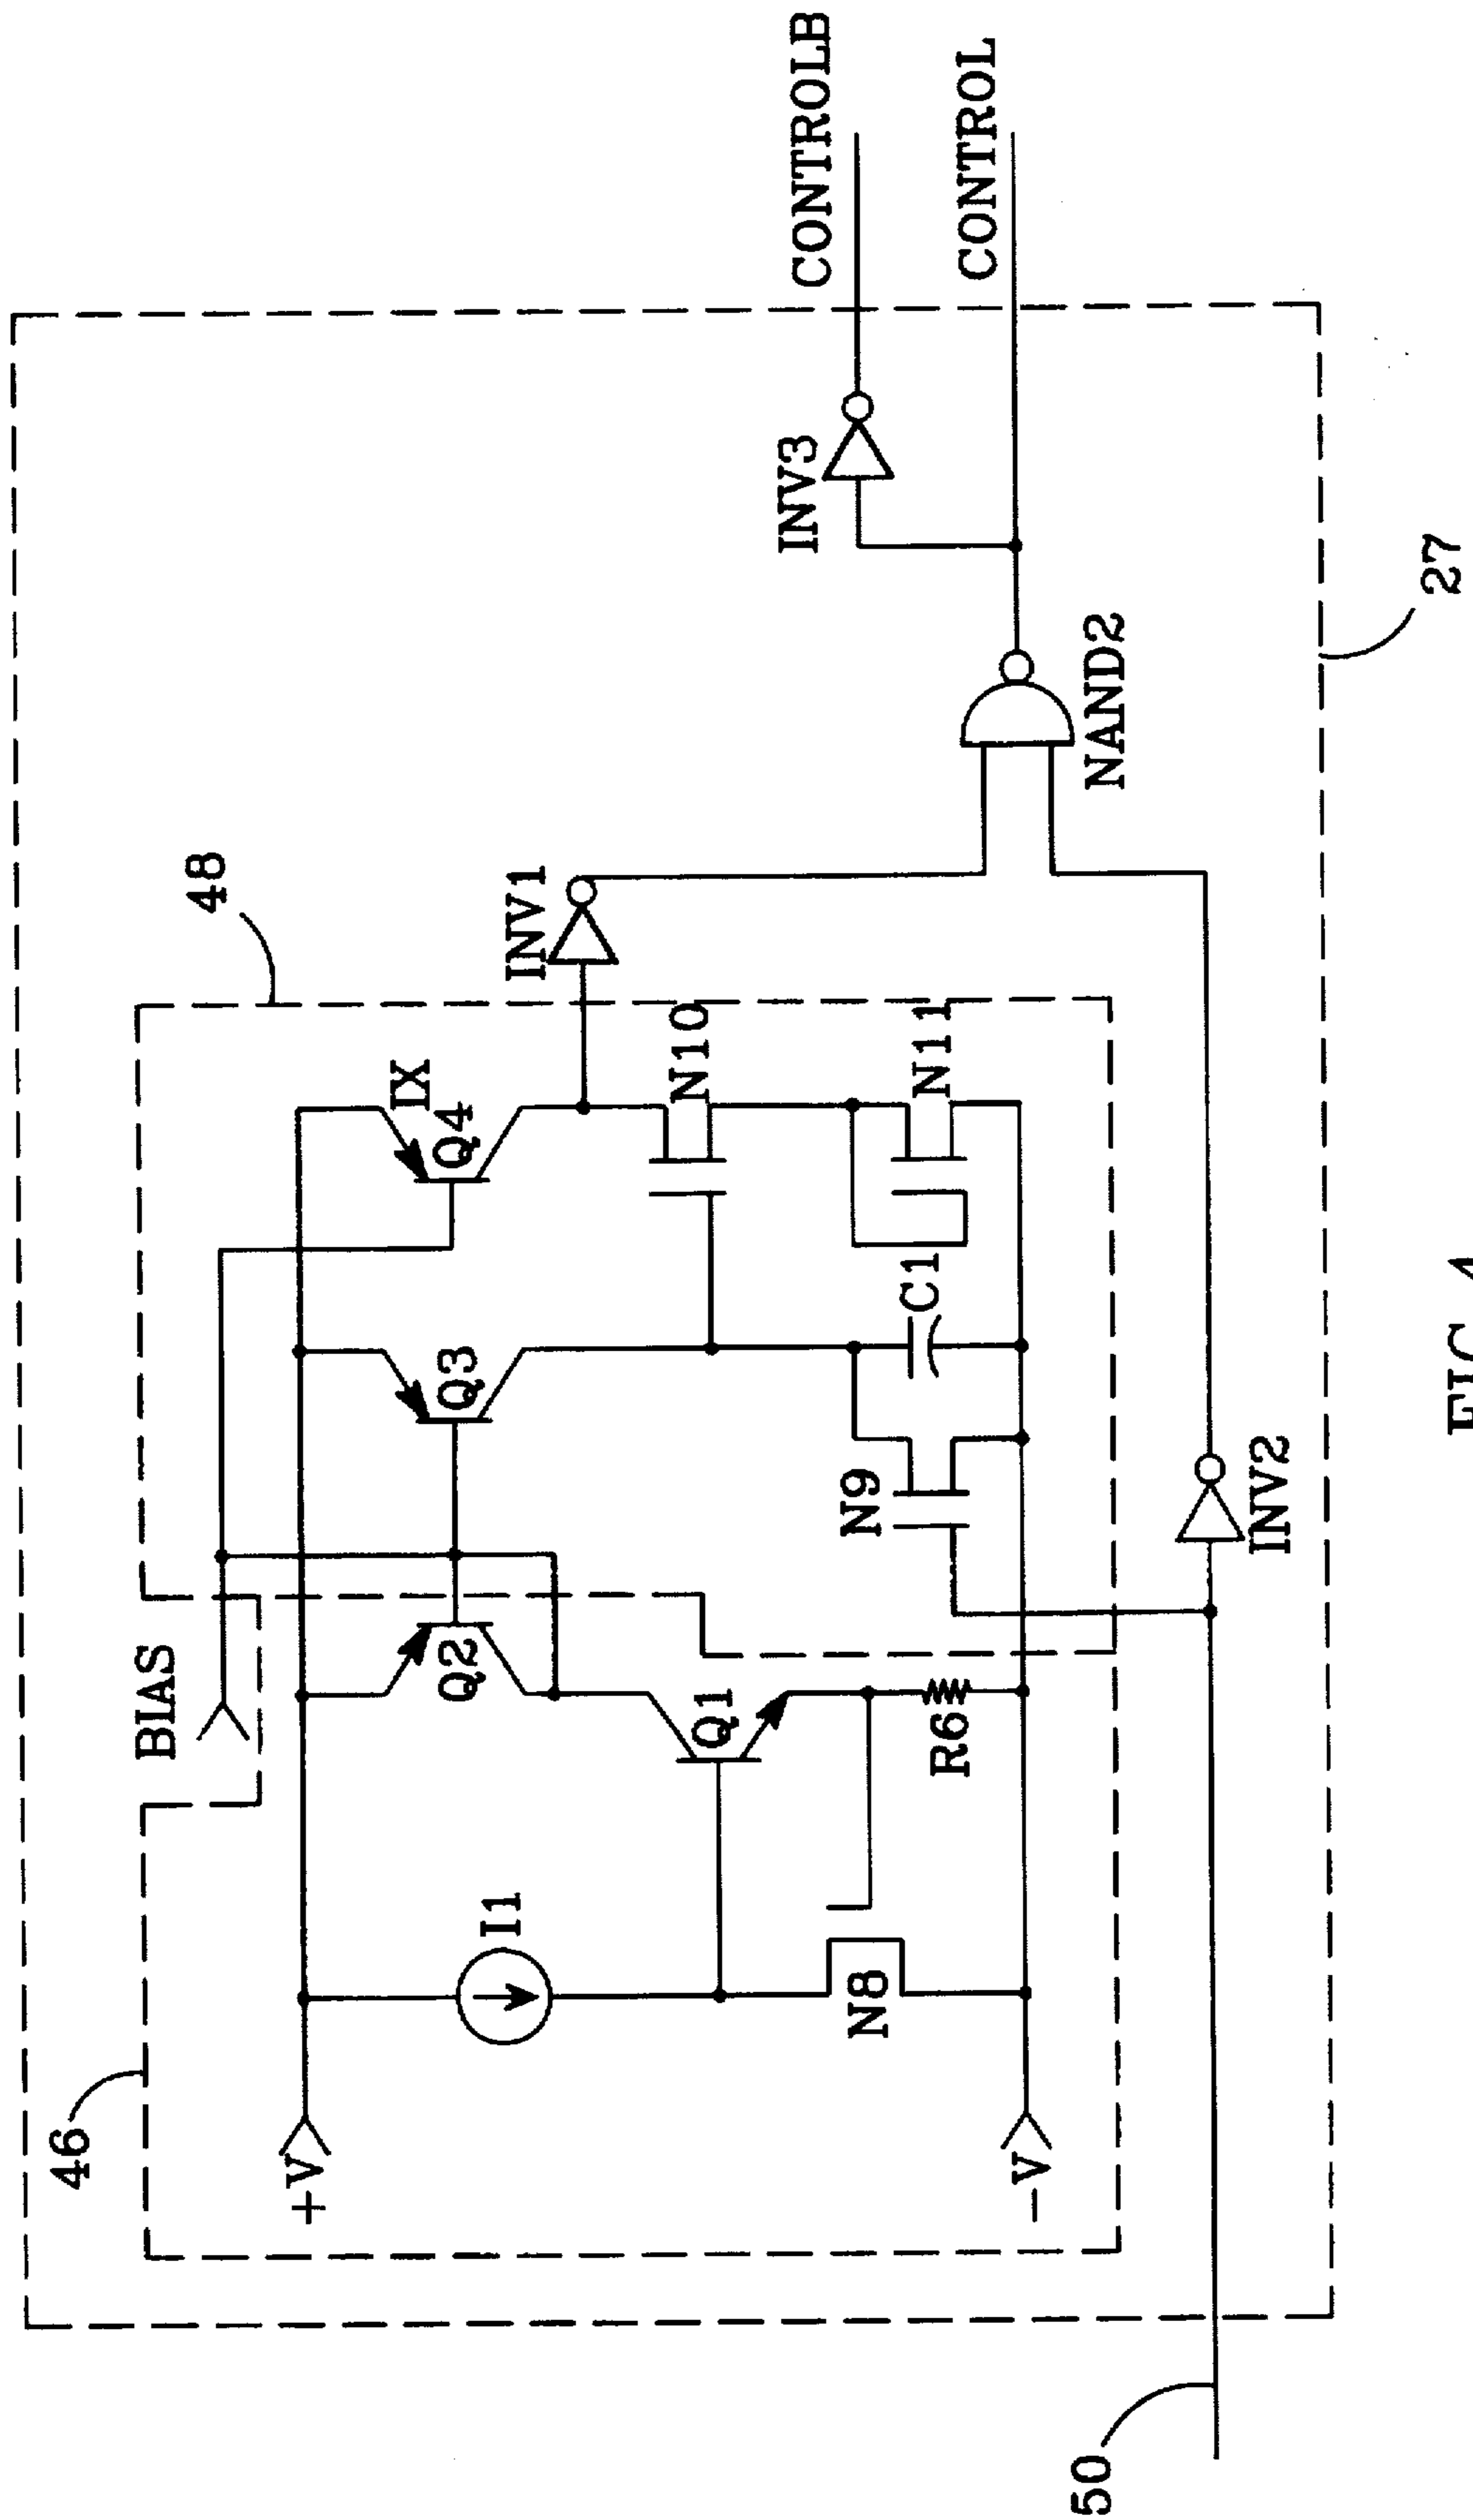 46
BIAS
48
+V
I1
Q2
Q3
Q4
IX
INV1
INV3
CONTROLB
Q1
N10
CONTROL
N8
R6
N9
C1
N11
NAND2
-V
INV2
50
27
FIG 4